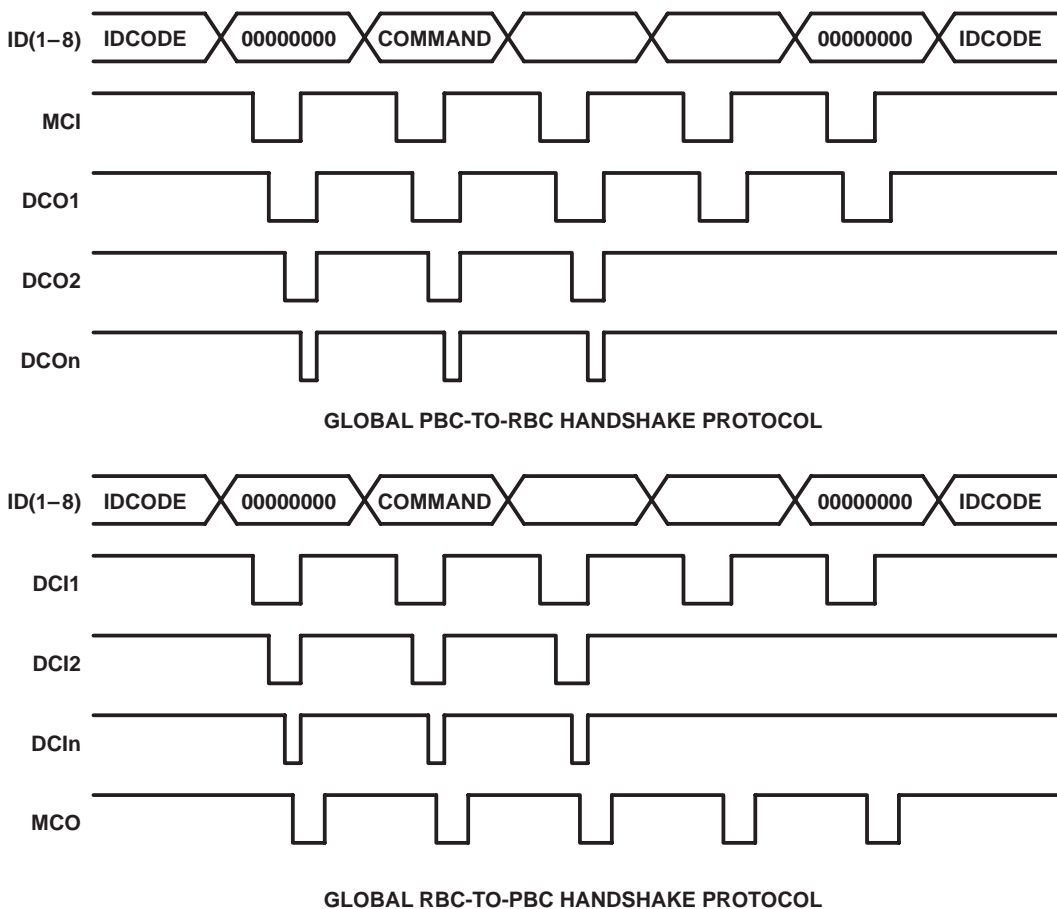 ID(1–8) IDCODE 00000000 COMMAND 00000000 IDCODE
MCI
DCO1
DCO2
DCOn
GLOBAL PBC-TO-RBC HANDSHAKE PROTOCOL
ID(1–8) IDCODE 00000000 COMMAND 00000000 IDCODE
DCI1
DCI2
DCIn
MCO
GLOBAL RBC-TO-PBC HANDSHAKE PROTOCOL